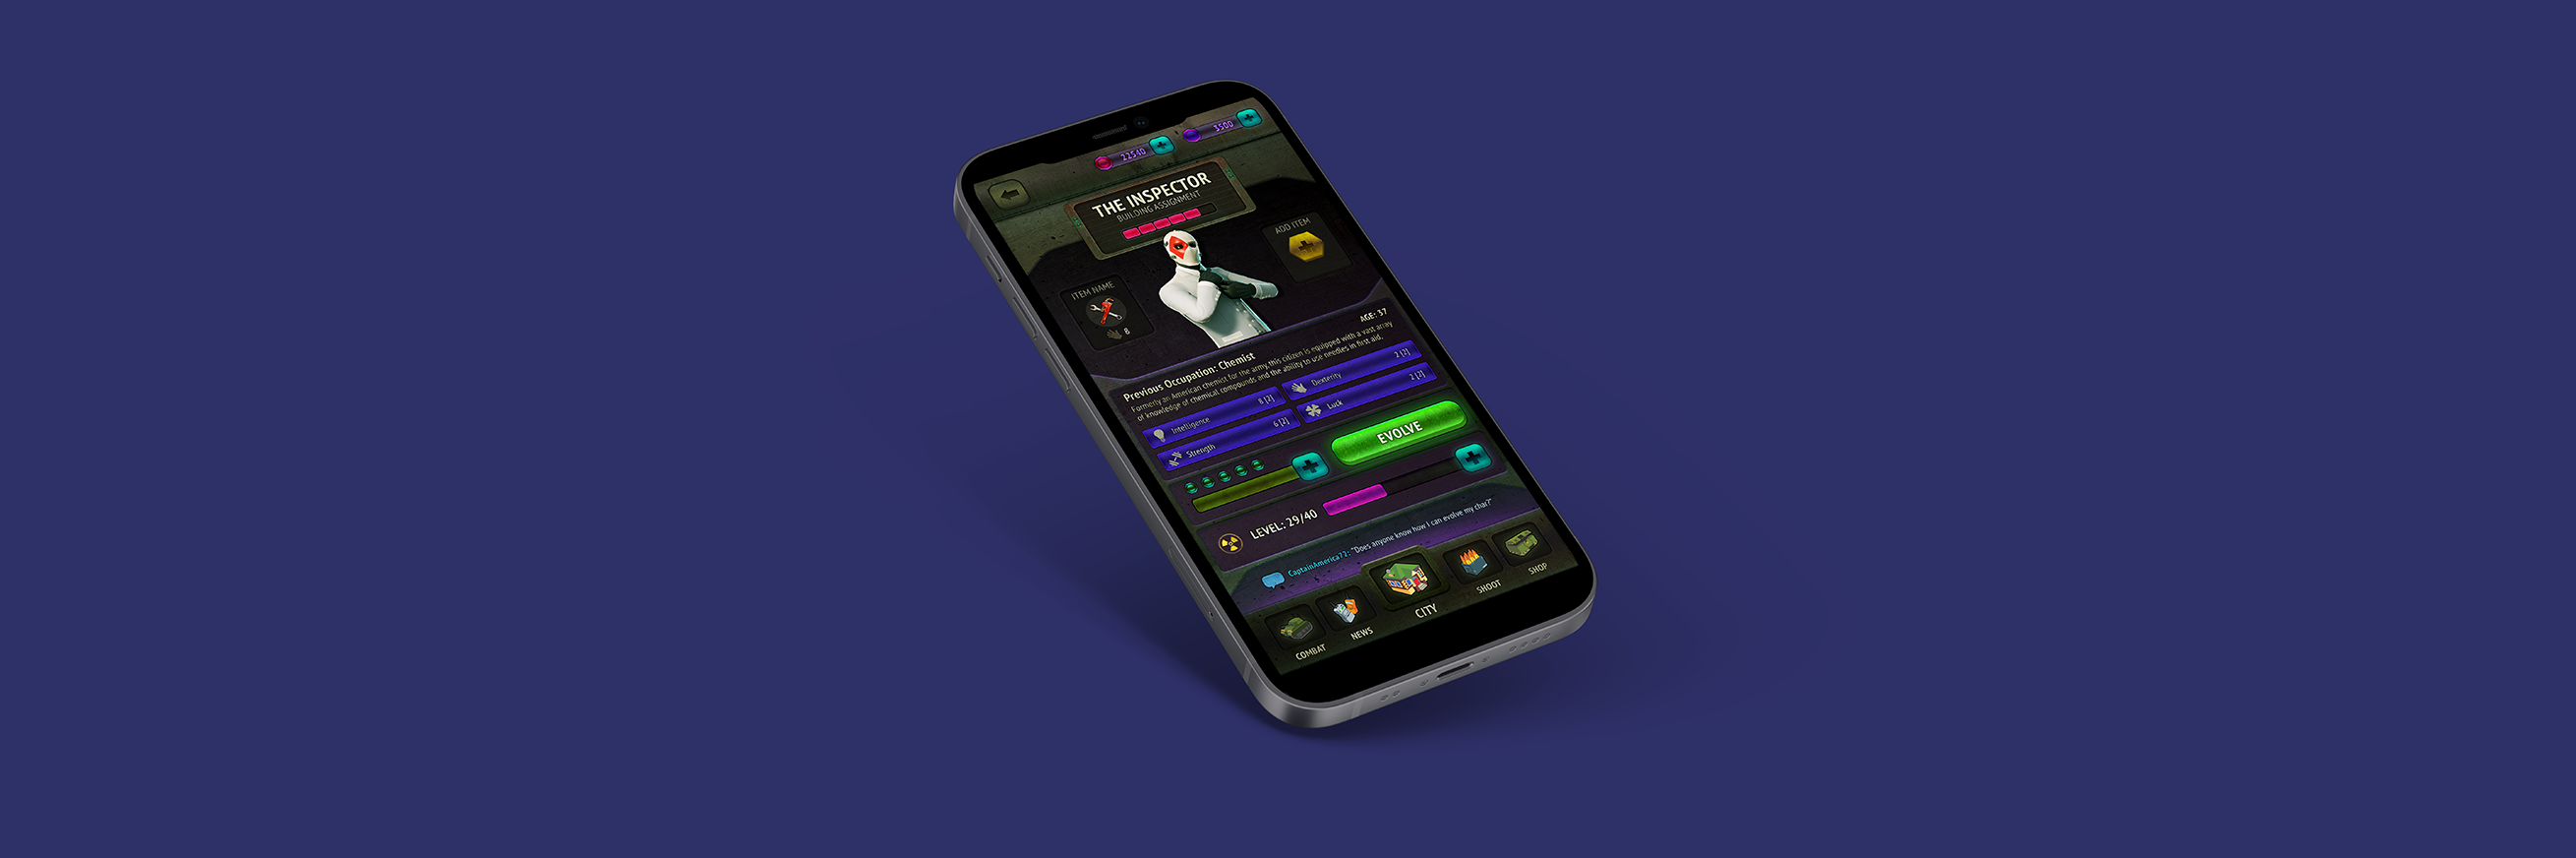 22540
3500
THE INSPECTOR
BUILDING ASSIGNMENT
ADD ITEM
ITEM NAME
8
AGE: 37
Previous Occupation: Chemist
Formerly an American chemist for the army, this citizen is equipped with a vast array
of knowledge of chemical compounds and the ability to use needles in first aid.
Intelligence 8 [2]
Dexterity 2 [2]
Strength 6 [2]
Luck 2 [2]
EVOLVE
LEVEL: 29/40
CaptainAmerica72: "Does anyone know how I can evolve my char?"
COMBAT
NEWS
CITY
SHOOT
SHOP